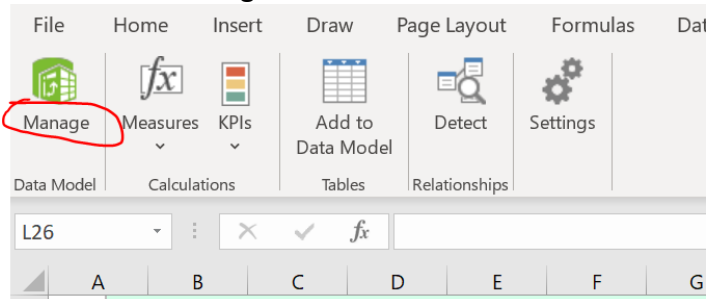 File Home Insert Draw Page Layout Formulas Dat
Manage Measures KPIs Add to Data Model Detect Settings
Data Model Calculations Tables Relationships
L26 fx
A B C D E F G